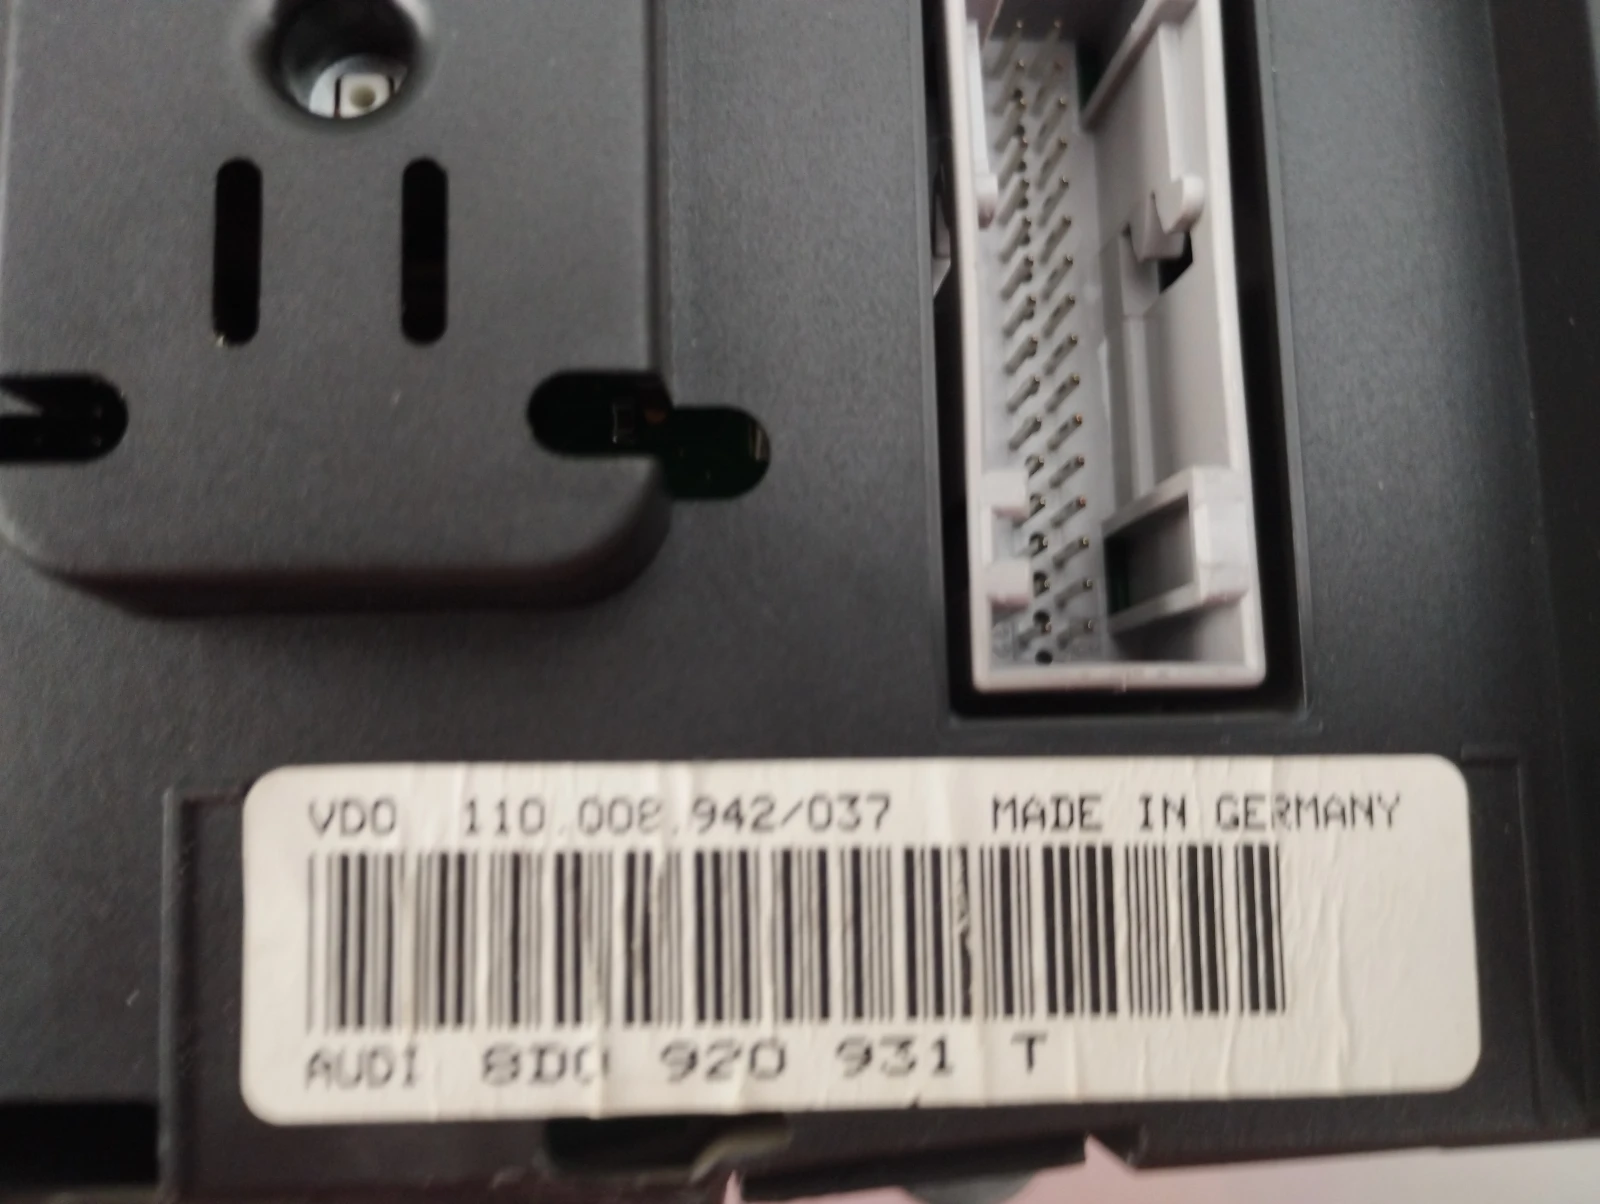 VDO 110.008.942/037 MADE IN GERMANY
AUDI 8D0 920 931 T